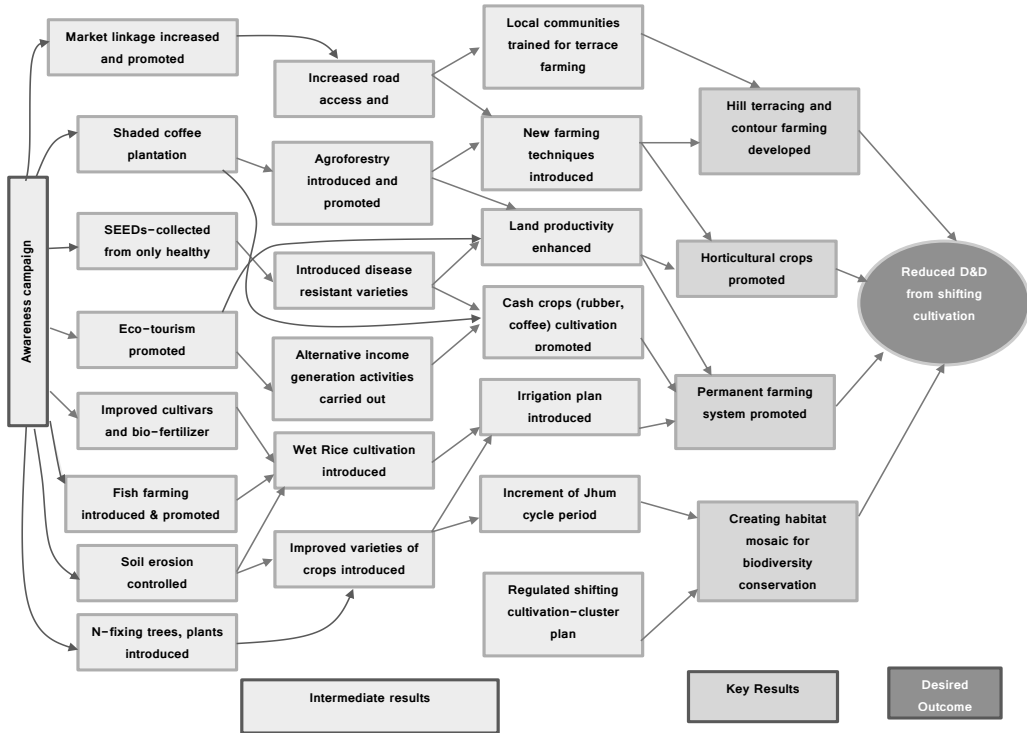 Market linkage increased
and promoted
Increased road
access and
Local communities
trained for terrace
farming
Hill terracing and
contour farming
developed
Shaded coffee
plantation
Agroforestry
introduced and
promoted
New farming
techniques
introduced
SEEDs-collected
from only healthy
Introduced disease
resistant varieties
Land productivity
enhanced
Horticultural crops
promoted
Reduced D&D
from shifting
cultivation
Awareness campaign
Eco-tourism
promoted
Alternative income
generation activities
carried out
Cash crops (rubber,
coffee) cultivation
promoted
Improved cultivars
and bio-fertilizer
Wet Rice cultivation
introduced
Irrigation plan
introduced
Permanent farming
system promoted
Fish farming
introduced & promoted
Increment of Jhum
cycle period
Creating habitat
mosaic for
biodiversity
conservation
Soil erosion
controlled
Improved varieties of
crops introduced
Regulated shifting
cultivation-cluster
plan
N-fixing trees, plants
introduced
Intermediate results
Key Results
Desired
Outcome